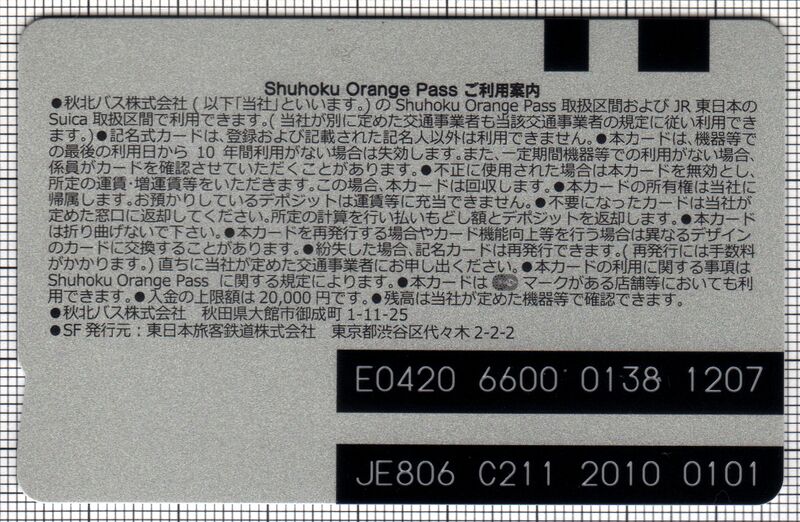 Shuhoku Orange Pass ご利用案内
●秋北バス株式会社(以下「当社」といいます。)の Shuhoku Orange Pass 取扱区間および JR 東日本の
Suica 取扱区間で利用できます。(当社が別に定めた交通事業者も当該交通事業者の規定に従い利用でき
ます。)●記名式カードは、登録および記載された記名人以外は利用できません。●本カードは、機器等で
の最後の利用日から 10 年間利用がない場合は失効します。また、一定期間機器等での利用がない場合、
係員がカードを確認させていただくことがあります。●不正に使用された場合は本カードを無効とし、
所定の運賃・増運賃等をいただきます。この場合、本カードは回収します。●本カードの所有権は当社に
帰属します。お預かりしているデポジットは運賃等に充当できません。●不要になったカードは当社が
定めた窓口に返却してください。所定の計算を行い払いもどし額とデポジットを返却します。●本カード
は折り曲げないで下さい。●本カードを再発行する場合やカード機能向上等を行う場合は異なるデザイン
のカードに交換することがあります。●紛失した場合、記名カードは再発行できます。(再発行には手数料
がかかります。)直ちに当社が定めた交通事業者にお申し出ください。●本カードの利用に関する事項は
Shuhoku Orange Pass に関する規定によります。●本カードは マークがある店舗等においても利
用できます。●入金の上限額は 20,000 円です。●残高は当社が定めた機器等で確認できます。
●秋北バス株式会社 秋田県大館市御成町 1-11-25
●SF 発行元:東日本旅客鉄道株式会社 東京都渋谷区代々木 2-2-2
E0420 6600 0138 1207
JE806 C211 2010 0101